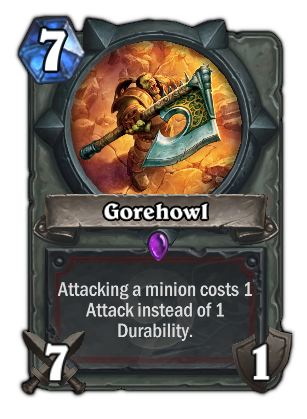 7
Gorehowl
Attacking a minion costs 1
Attack instead of 1
Durability.
7
1